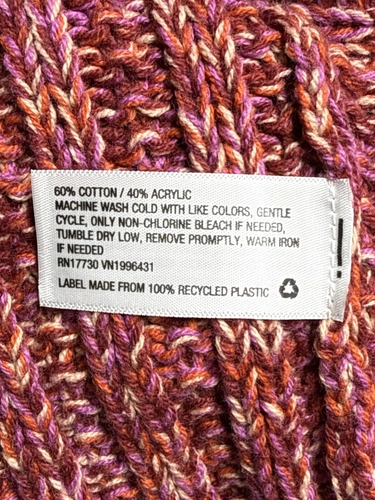 60% COTTON / 40% ACRYLIC
MACHINE WASH COLD WITH LIKE COLORS, GENTLE
CYCLE, ONLY NON-CHLORINE BLEACH IF NEEDED,
TUMBLE DRY LOW, REMOVE PROMPTLY, WARM IRON
IF NEEDED
RN17730 VN1996431
LABEL MADE FROM 100% RECYCLED PLASTIC